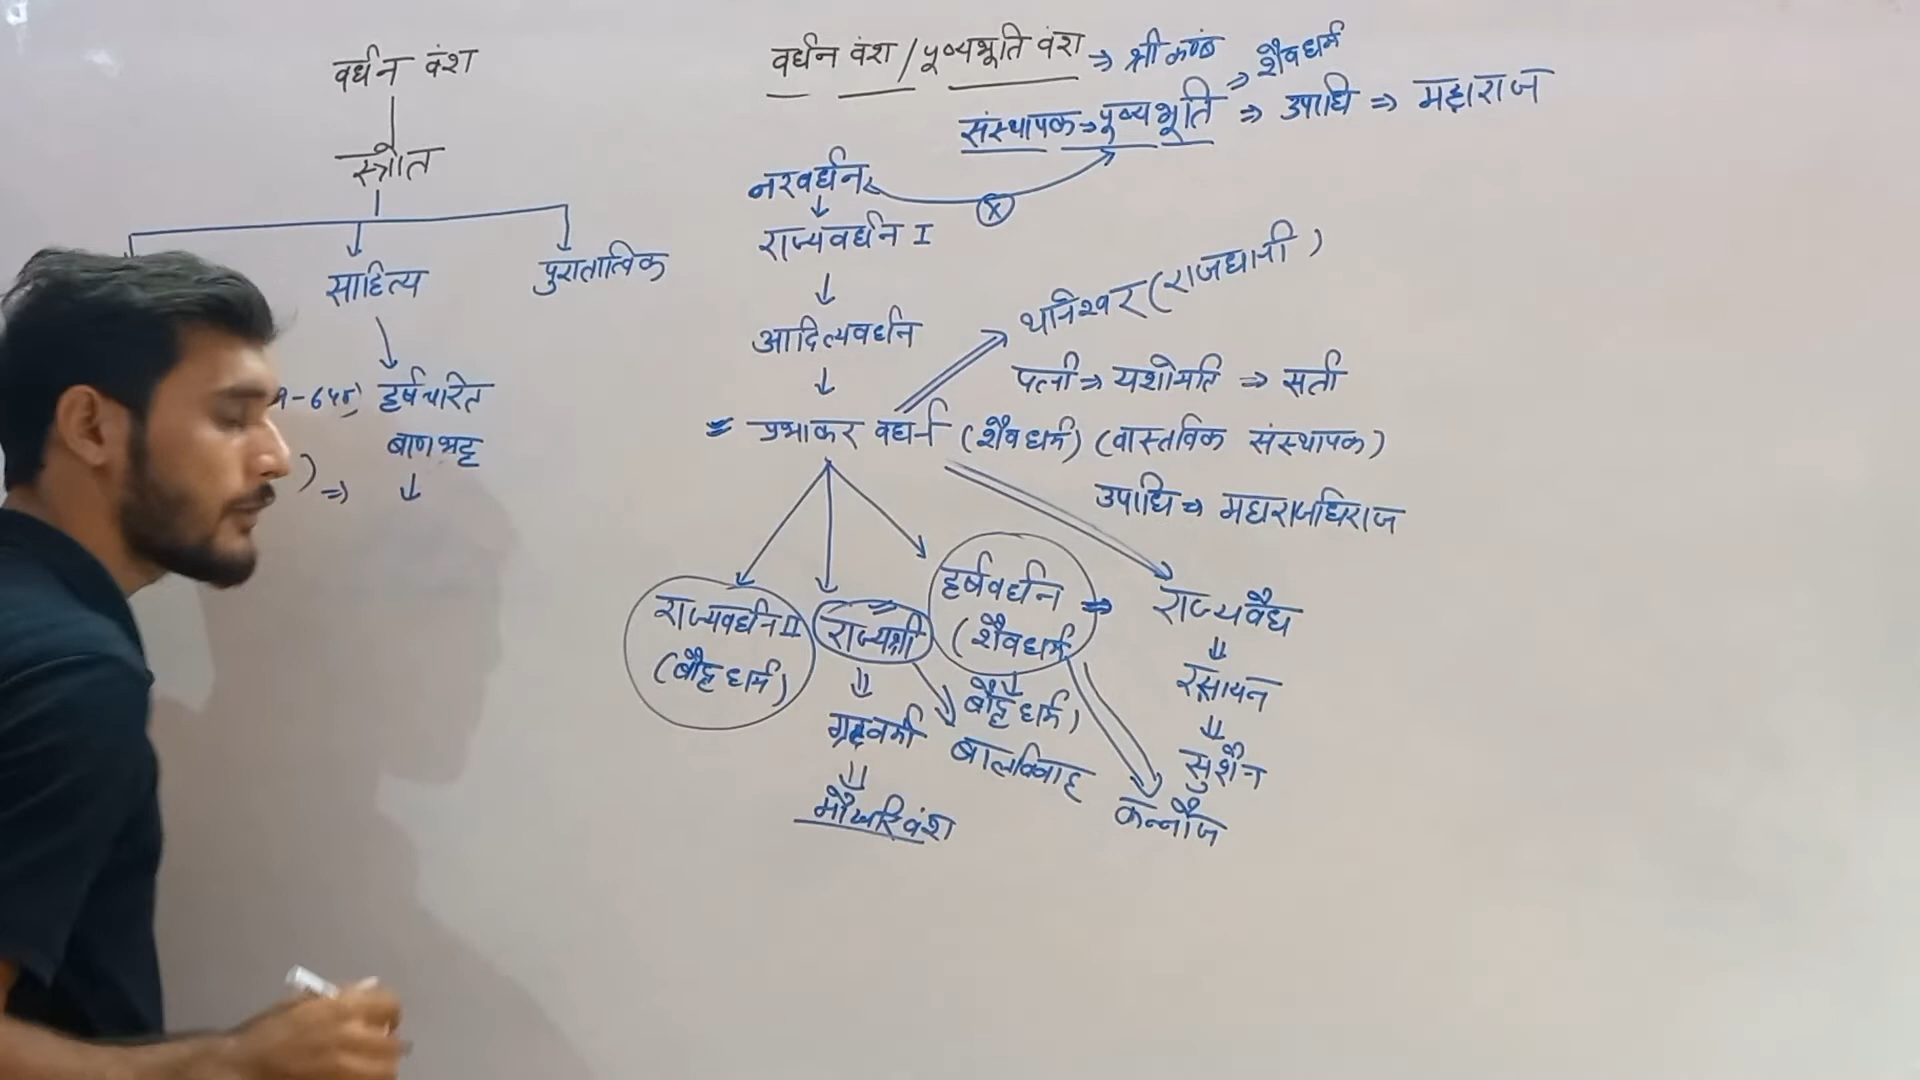 वर्धन वंश
स्त्रोत
साहित्य
पुरातात्विक
हर्षचरित
बाणभट्ट
) ⇒ ↓
वर्धन वंश / पूष्यभूति वंश ⇒ श्री कण्ठ
⇒ शैवधर्म
संस्थापक ⇒ पूष्यभूति ⇒ उपाधि ⇒ महाराज
नरवर्धन
राज्यवर्धन I
आदित्यवर्धन
थानेश्वर (राजधानी)
पत्नी ⇒ यशोमति ⇒ सती
प्रभाकर वर्धन (शैवधर्म) (वास्तविक संस्थापक)
उपाधि ⇒ महाराजधिराज
राज्यवर्धन II
(बौद्ध धर्म)
राज्यश्री
ग्रहवर्मा
मौखरि वंश
बालविवाह
हर्षवर्धन ⇒
(शैवधर्म
बौद्ध धर्म)
कन्नौज
राज्यवैध
रसायन
सुशैन